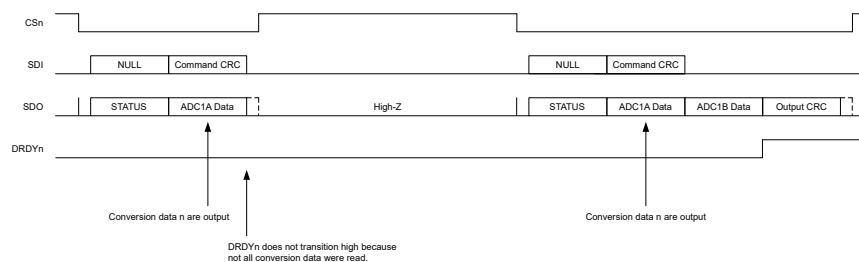 CSn
SDI NULL Command CRC NULL Command CRC
SDO STATUS ADC1A Data High-Z STATUS ADC1A Data ADC1B Data Output CRC
DRDYn
Conversion data n are output Conversion data n are output
DRDYn does not transition high because
not all conversion data were read.